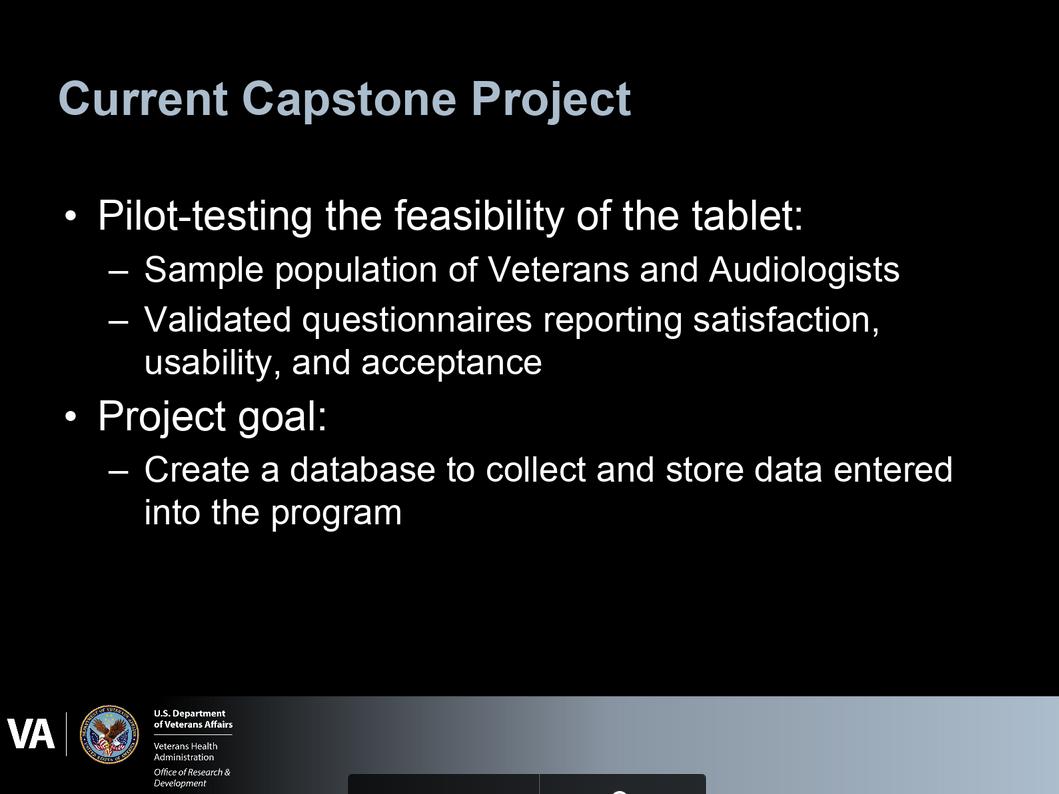 Current Capstone Project
• Pilot-testing the feasibility of the tablet:
– Sample population of Veterans and Audiologists
– Validated questionnaires reporting satisfaction,
usability, and acceptance
• Project goal:
– Create a database to collect and store data entered
into the program
VA
U.S. Department
of Veterans Affairs
Veterans Health
Administration
Office of Research &
Development